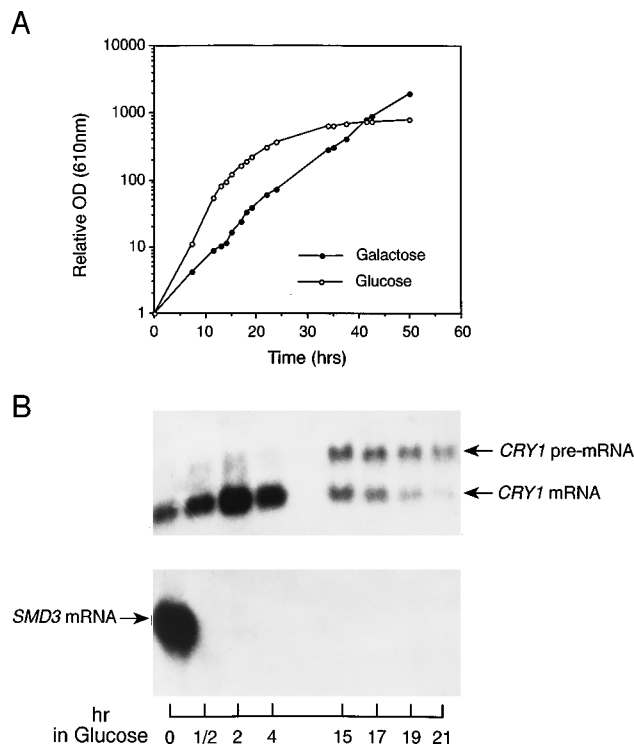 A
10000
1000
100
10
1
Relative OD (610nm)
Galactose
Glucose
0 10 20 30 40 50 60
Time (hrs)
B
CRY1 pre-mRNA
CRY1 mRNA
SMD3 mRNA
hr
in Glucose 0 1/2 2 4 15 17 19 21